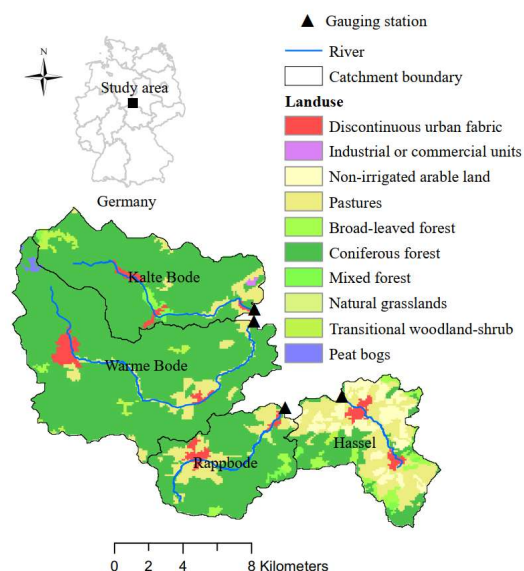 Gauging station
N
River
Study area
Catchment boundary
Landuse
Discontinuous urban fabric
Industrial or commercial units
Non-irrigated arable land
Pastures
Germany
Broad-leaved forest
Coniferous forest
Kalte Bode
Mixed forest
Natural grasslands
Transitional woodland-shrub
Peat bogs
Warme Bode
Hassel
Rappbode
0 1 2 4 6 8 Kilometers